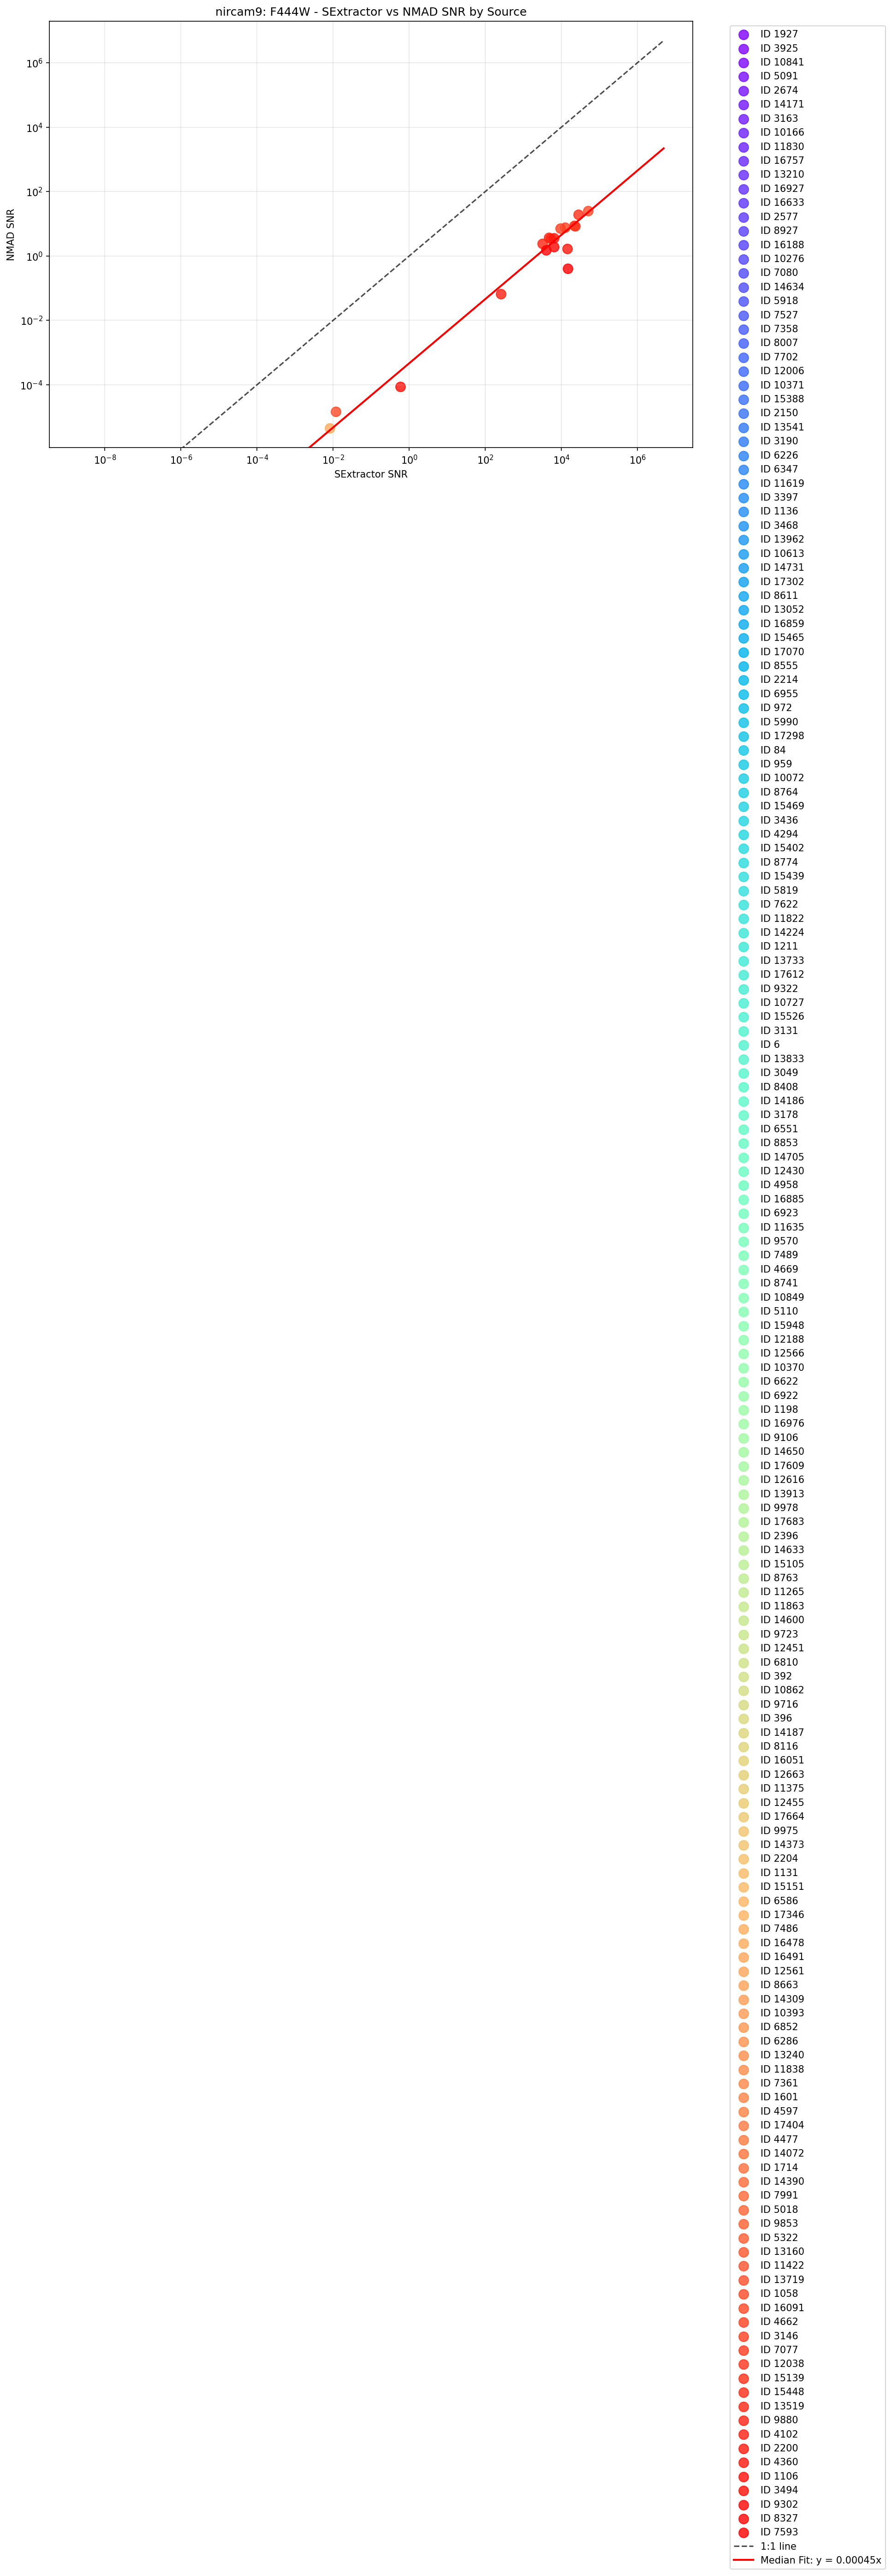 nircam9: F444W - SExtractor vs NMAD SNR by Source
NMAD SNR
10^6
10^4
10^2
10^0
10^-2
10^-4
10^-8
10^-6
10^-4
10^-2
10^0
10^2
10^4
10^6
SExtractor SNR
ID 1927
ID 3925
ID 10841
ID 5091
ID 2674
ID 14171
ID 3163
ID 10166
ID 11830
ID 16757
ID 13210
ID 16927
ID 16633
ID 2577
ID 8927
ID 16188
ID 10276
ID 7080
ID 14634
ID 5918
ID 7527
ID 7358
ID 8007
ID 7702
ID 12006
ID 10371
ID 15388
ID 2150
ID 13541
ID 3190
ID 6226
ID 6347
ID 11619
ID 3397
ID 1136
ID 3468
ID 13962
ID 10613
ID 14731
ID 17302
ID 8611
ID 13052
ID 16859
ID 15465
ID 17070
ID 8555
ID 2214
ID 6955
ID 972
ID 5990
ID 17298
ID 84
ID 959
ID 10072
ID 8764
ID 15469
ID 3436
ID 4294
ID 15402
ID 8774
ID 15439
ID 5819
ID 7622
ID 11822
ID 14224
ID 1211
ID 13733
ID 17612
ID 9322
ID 10727
ID 15526
ID 3131
ID 6
ID 13833
ID 3049
ID 8408
ID 14186
ID 3178
ID 6551
ID 8853
ID 14705
ID 12430
ID 4958
ID 16885
ID 6923
ID 11635
ID 9570
ID 7489
ID 4669
ID 8741
ID 10849
ID 5110
ID 15948
ID 12188
ID 12566
ID 10370
ID 6622
ID 6922
ID 1198
ID 16976
ID 9106
ID 14650
ID 17609
ID 12616
ID 13913
ID 9978
ID 17683
ID 2396
ID 14633
ID 15105
ID 8763
ID 11265
ID 11863
ID 14600
ID 9723
ID 12451
ID 6810
ID 392
ID 10862
ID 9716
ID 396
ID 14187
ID 8116
ID 16051
ID 12663
ID 11375
ID 12455
ID 17664
ID 9975
ID 14373
ID 2204
ID 1131
ID 15151
ID 6586
ID 17346
ID 7486
ID 16478
ID 16491
ID 12561
ID 8663
ID 14309
ID 10393
ID 6852
ID 6286
ID 13240
ID 11838
ID 7361
ID 1601
ID 4597
ID 17404
ID 4477
ID 14072
ID 1714
ID 14390
ID 7991
ID 5018
ID 9853
ID 5322
ID 13160
ID 11422
ID 13719
ID 1058
ID 16091
ID 4662
ID 3146
ID 7077
ID 12038
ID 15139
ID 15448
ID 13519
ID 9880
ID 4102
ID 2200
ID 4360
ID 1106
ID 3494
ID 9302
ID 8327
ID 7593
1:1 line
Median Fit: y = 0.00045x